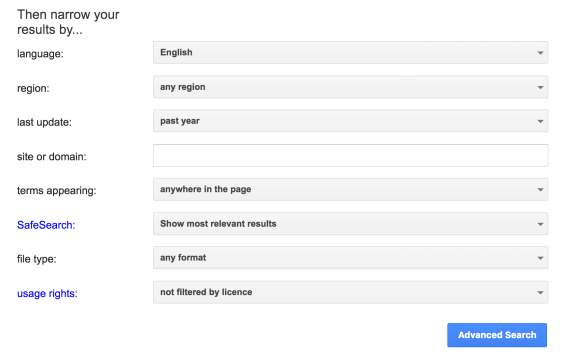 Then narrow your
results by...
language: English
region: any region
last update: past year
site or domain:
terms appearing: anywhere in the page
SafeSearch: Show most relevant results
file type: any format
usage rights: not filtered by licence
Advanced Search